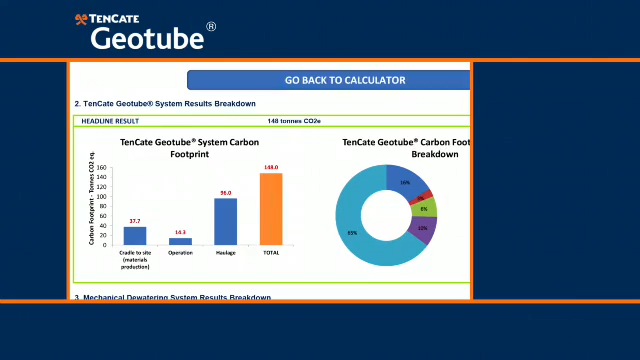 TENCATE
Geotube®
GO BACK TO CALCULATOR
2. TenCate Geotube® System Results Breakdown
HEADLINE RESULT 148 tonnes CO2e
TenCate Geotube® System Carbon
Footprint
Carbon Footprint - Tonnes CO2 eq.
160
140
120
100
80
60
40
20
0
37.7
14.3
96.0
148.0
Cradle to site
(materials
production)
Operation
Haulage
TOTAL
TenCate Geotube® Carbon Foot
Breakdown
16%
6%
10%
65%
3. Mechanical Dewatering System Results Breakdown